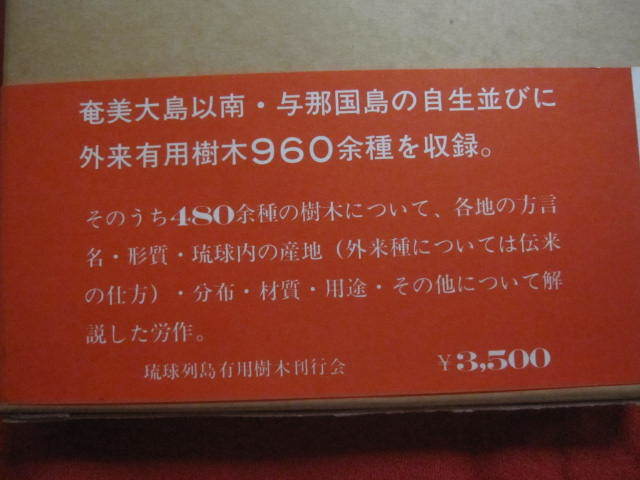 奄美大島以南・与那国島の自生並びに
外来有用樹木960余種を収録。
そのうち480余種の樹木について、各地の方言
名・形質・琉球内の産地（外来種については伝来
の仕方）・分布・材質・用途・その他について解
説した労作。
琉球列島有用樹木刊行会
¥3,500